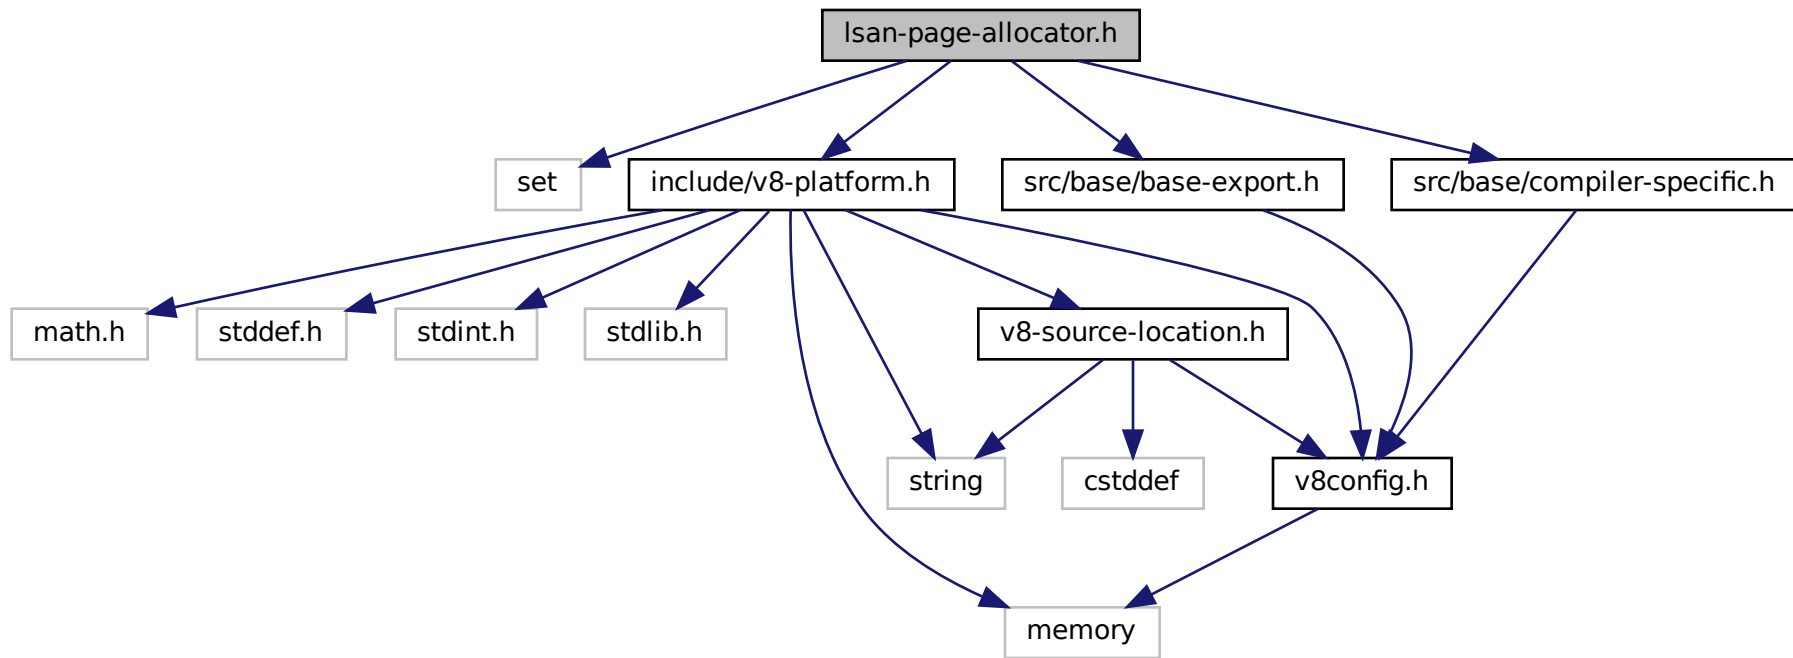 lsan-page-allocator.h
set
include/v8-platform.h
src/base/base-export.h
src/base/compiler-specific.h
math.h
stddef.h
stdint.h
stdlib.h
v8-source-location.h
string
cstddef
v8config.h
memory